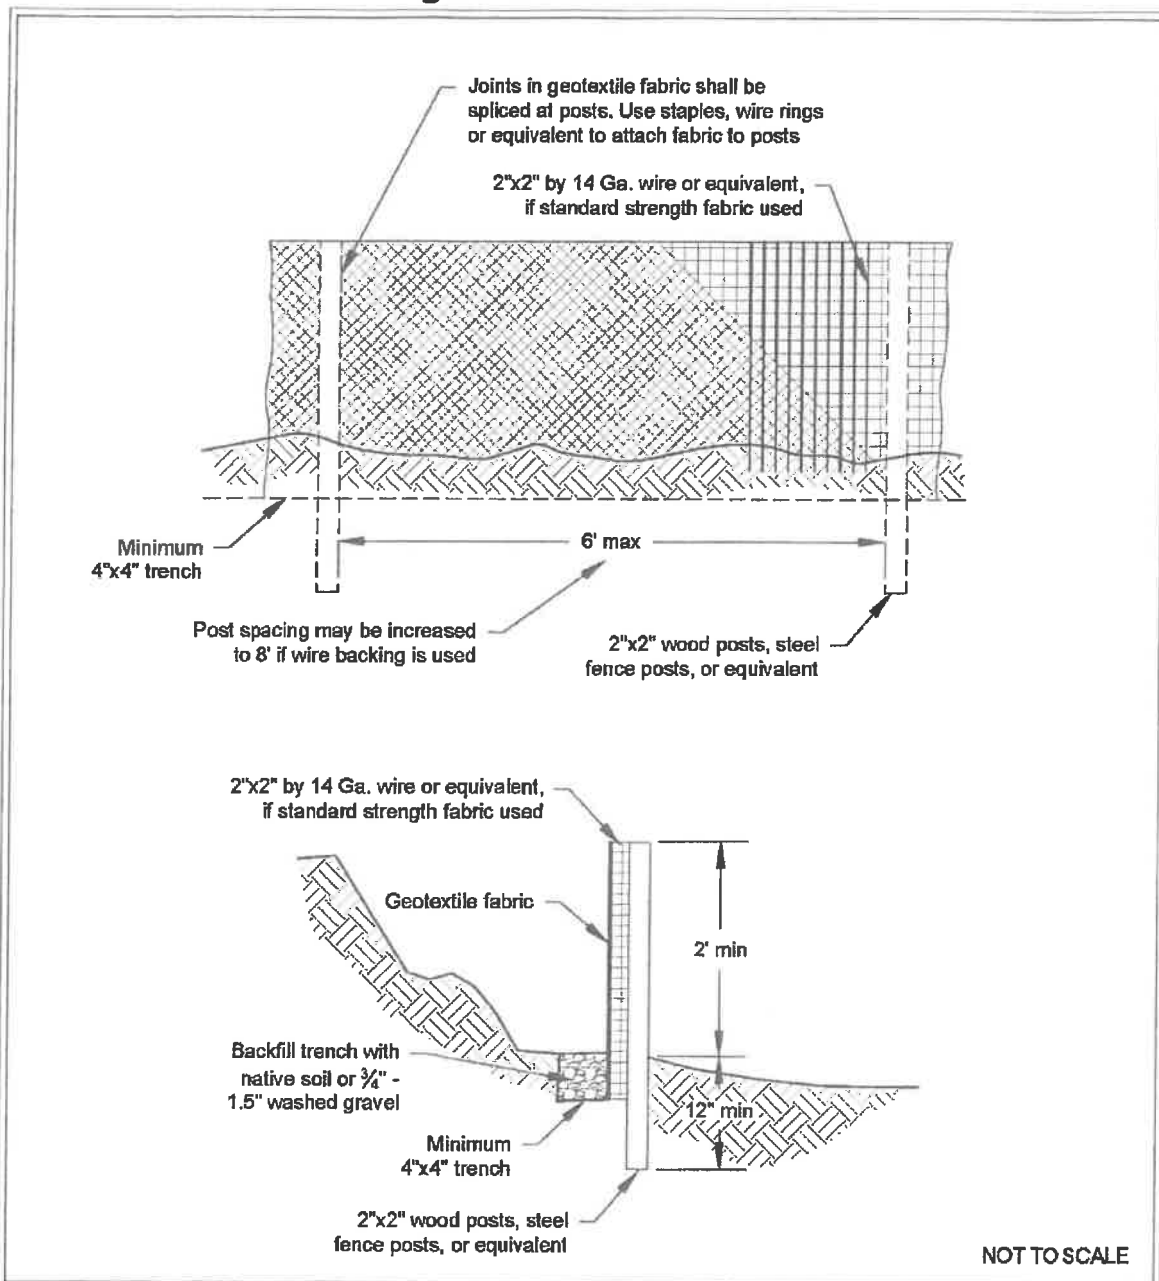 Joints in geotextile fabric shall be
spliced at posts. Use staples, wire rings
or equivalent to attach fabric to posts
2"x2" by 14 Ga. wire or equivalent,
if standard strength fabric used
Minimum
4"x4" trench
6' max
Post spacing may be increased
to 8' if wire backing is used
2"x2" wood posts, steel
fence posts, or equivalent
2"x2" by 14 Ga. wire or equivalent,
if standard strength fabric used
Geotextile fabric
2' min
Backfill trench with
native soil or ¾" -
1.5" washed gravel
12" min
Minimum
4"x4" trench
2"x2" wood posts, steel
fence posts, or equivalent
NOT TO SCALE